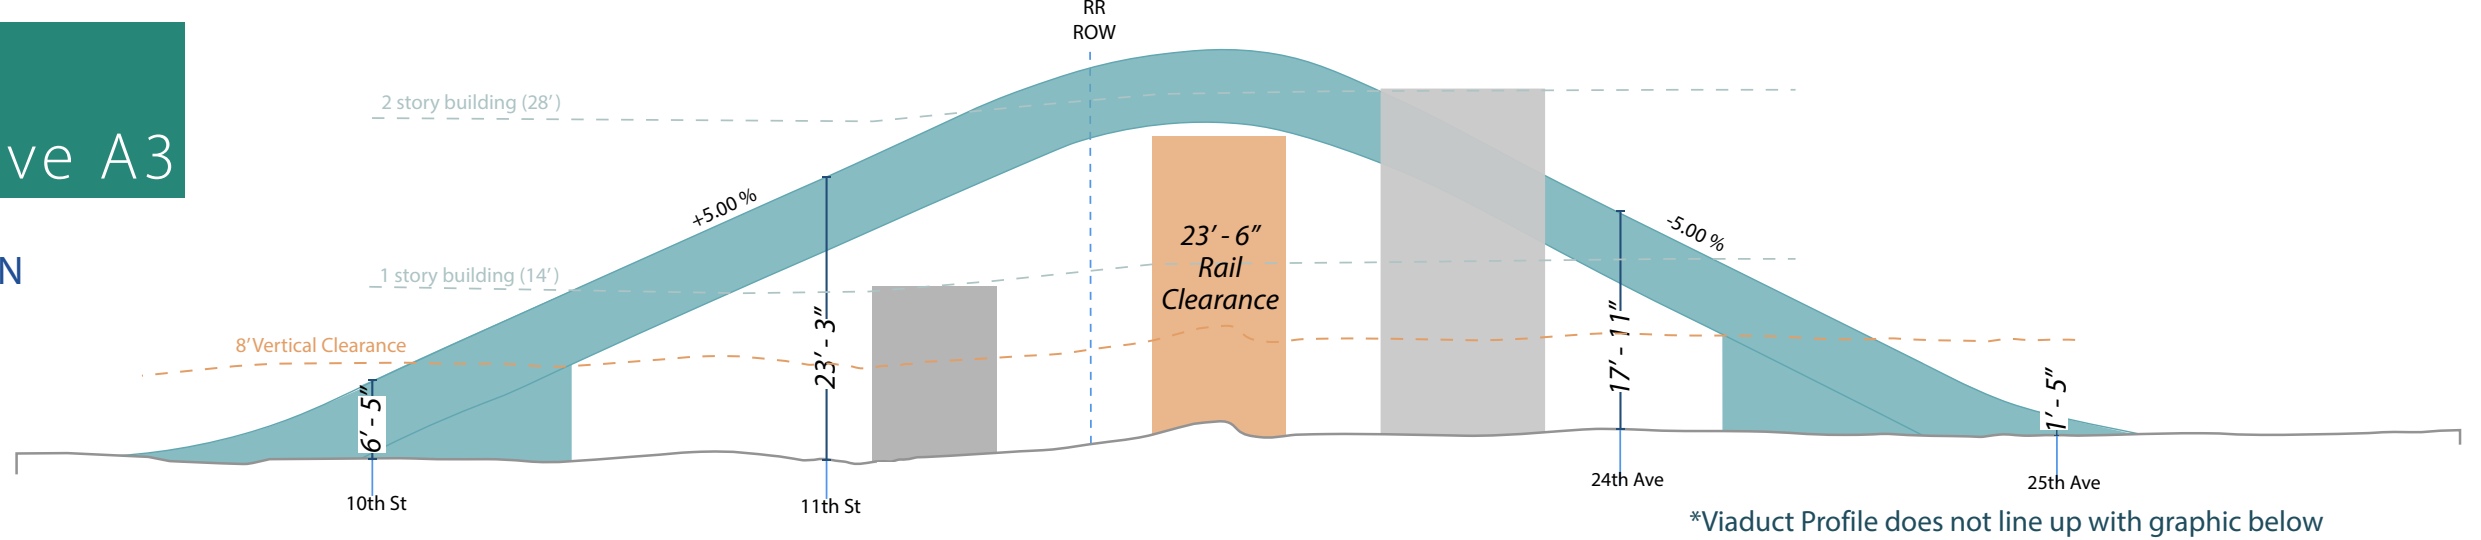 RR
ROW
2 story building (28’)
ve A3
+5.00 %
-5.00 %
23’ - 6”
Rail
Clearance
N
1 story building (14’)
8’ Vertical Clearance
6’ - 5”
23’ - 3”
17’ - 11”
1’ - 5”
10th St
11th St
24th Ave
25th Ave
*Viaduct Profile does not line up with graphic below